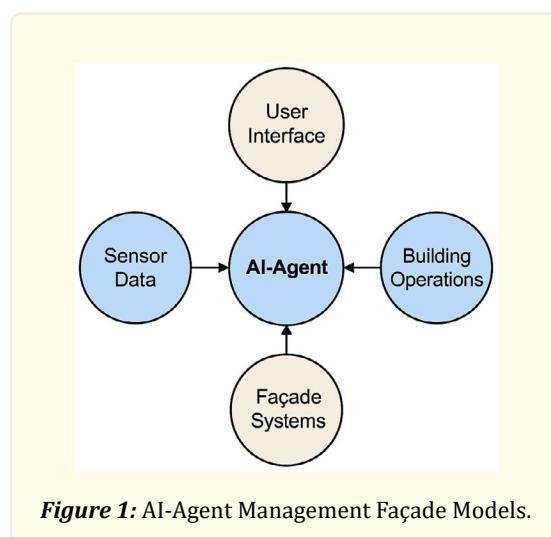 User
Interface
Sensor
Data
AI-Agent
Building
Operations
Façade
Systems
Figure 1: AI-Agent Management Façade Models.